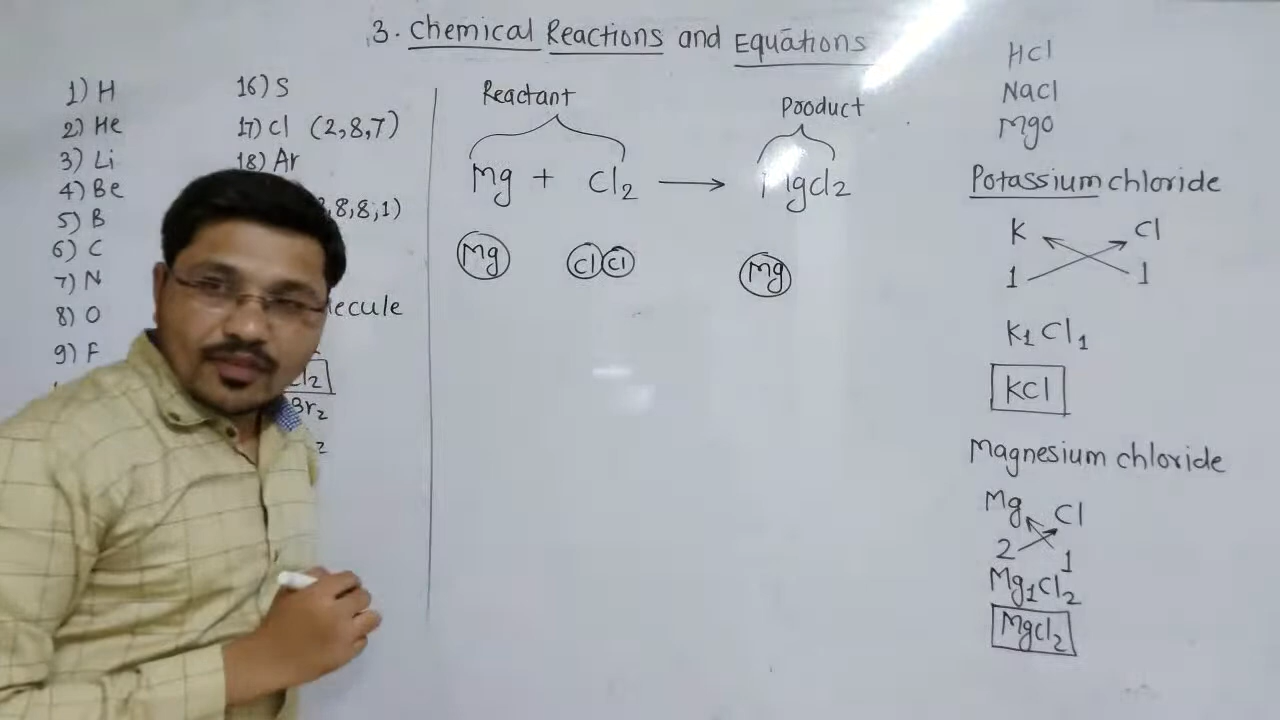 3. Chemical Reactions and Equations
1) H
2) He
3) Li
4) Be
5) B
6) C
7) N
8) O
9) F
16) S
17) Cl (2,8,7)
18) Ar
8,8,1)
ecule
Cl2
Br2
2
Reactant
Product
Mg + Cl2 → Mgcl2
Mg
Cl Cl
Mg
HCl
NaCl
MgO
Potassium chloride
K Cl
1 1
K1 Cl1
KCl
Magnesium chloride
Mg Cl
2 1
Mg1Cl2
Mgcl2